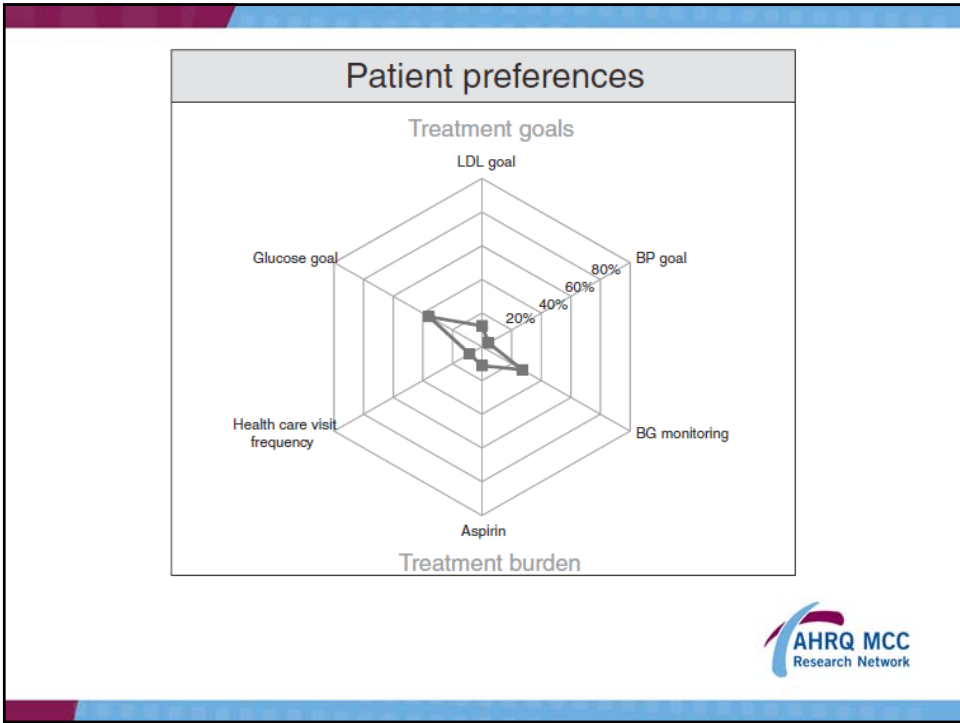 Patient preferences
Treatment goals
LDL goal
Glucose goal
BP goal
80%
60%
40%
20%
Health care visit
frequency
BG monitoring
Aspirin
Treatment burden
AHRQ MCC
Research Network